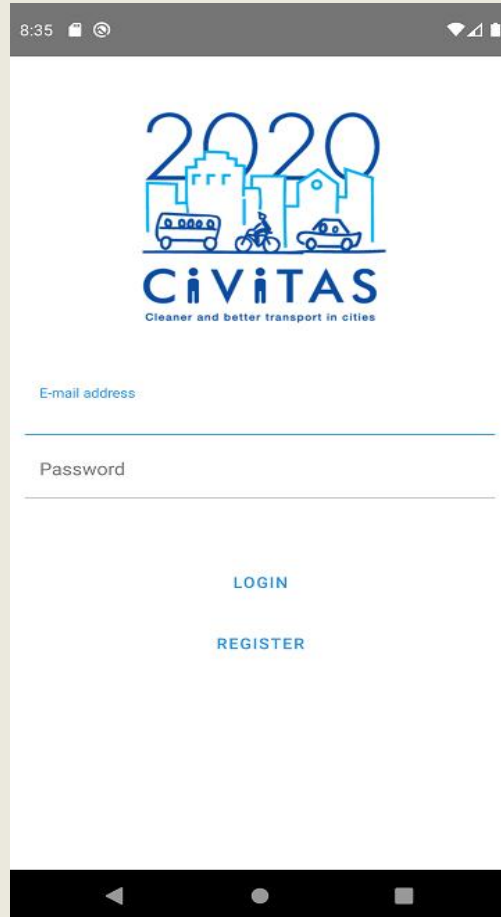 8:35
2020
CiViTAS
Cleaner and better transport in cities
E-mail address
Password
LOGIN
REGISTER